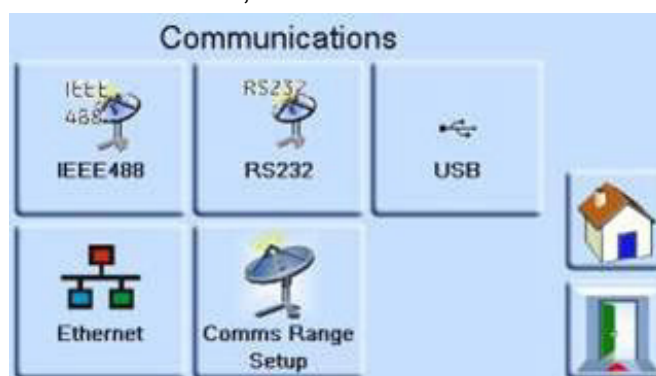 Communications
IEEE
488
RS232
IEEE488
RS232
USB
Ethernet
Comms Range
Setup